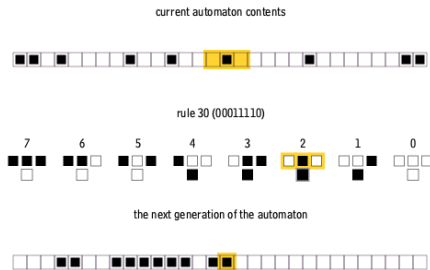 current automaton contents
rule 30 (00011110)
7 6 5 4 3 2 1 0
the next generation of the automaton